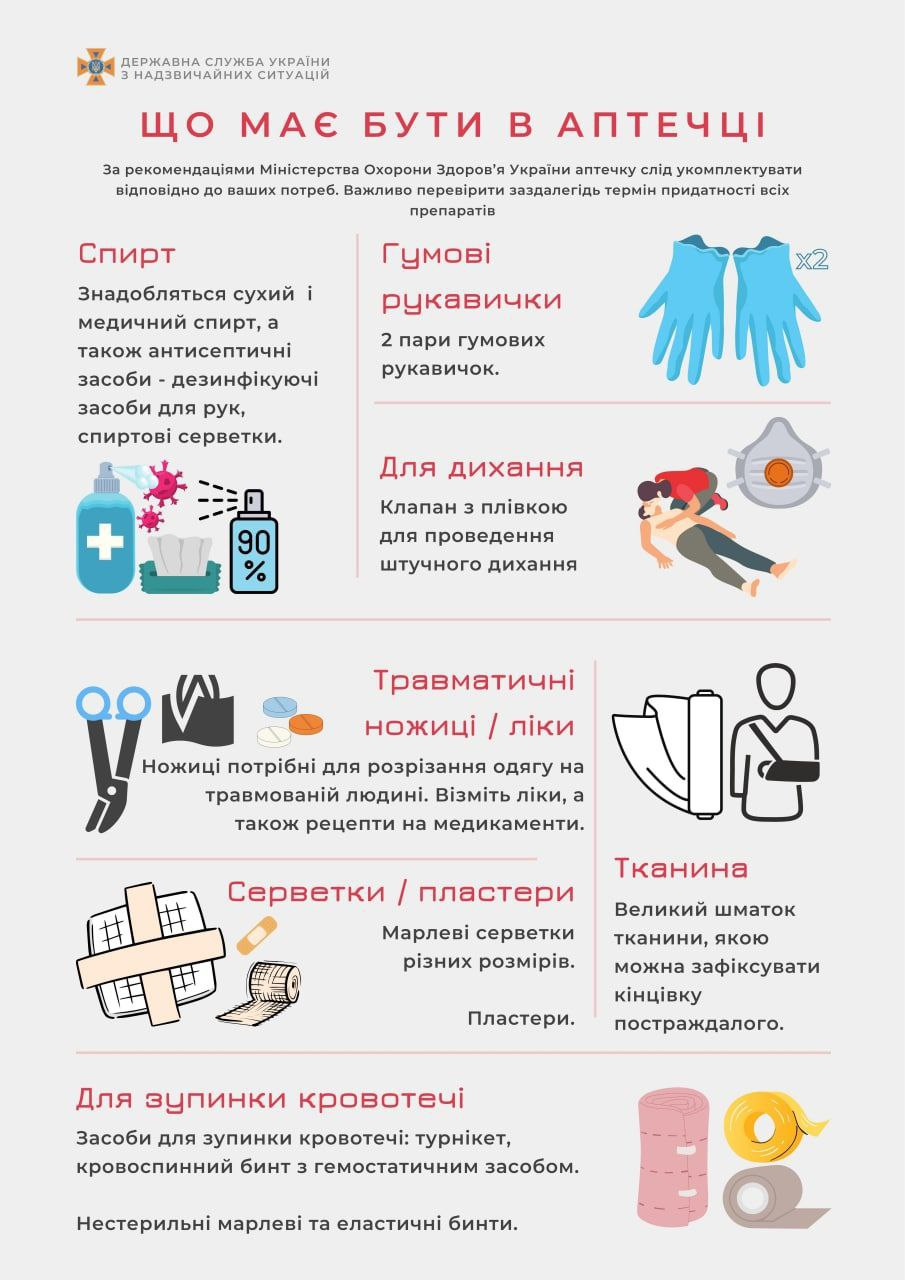 ДЕРЖАВНА СЛУЖБА УКРАЇНИ
З НАДЗВИЧАЙНИХ СИТУАЦІЙ
ЩО МАЄ БУТИ В АПТЕЧЦІ
За рекомендаціями Міністерства Охорони Здоров'я України аптечку слід укомплектувати
відповідно до ваших потреб. Важливо перевірити заздалегідь термін придатності всіх
препаратів
Спирт
Знадобляться сухий і
медичний спирт, а
також антисептичні
засоби - дезинфікуючі
засоби для рук,
спиртові серветки.
90
%
Гумові
рукавички
2 пари гумових
рукавичок.
x2
Для дихання
Клапан з плівкою
для проведення
штучного дихання
Травматичні
ножиці / ліки
Ножиці потрібні для розрізання одягу на
травмованій людині. Візміть ліки, а
також рецепти на медикаменти.
Серветки / пластери
Марлеві серветки
різних розмірів.
Пластери.
Тканина
Великий шматок
тканини, якою
можна зафіксувати
кінцівку
постраждалого.
Для зупинки кровотечі
Засоби для зупинки кровотечі: турнікет,
кровоспинний бинт з гемостатичним засобом.
Нестерильні марлеві та еластичні бинти.